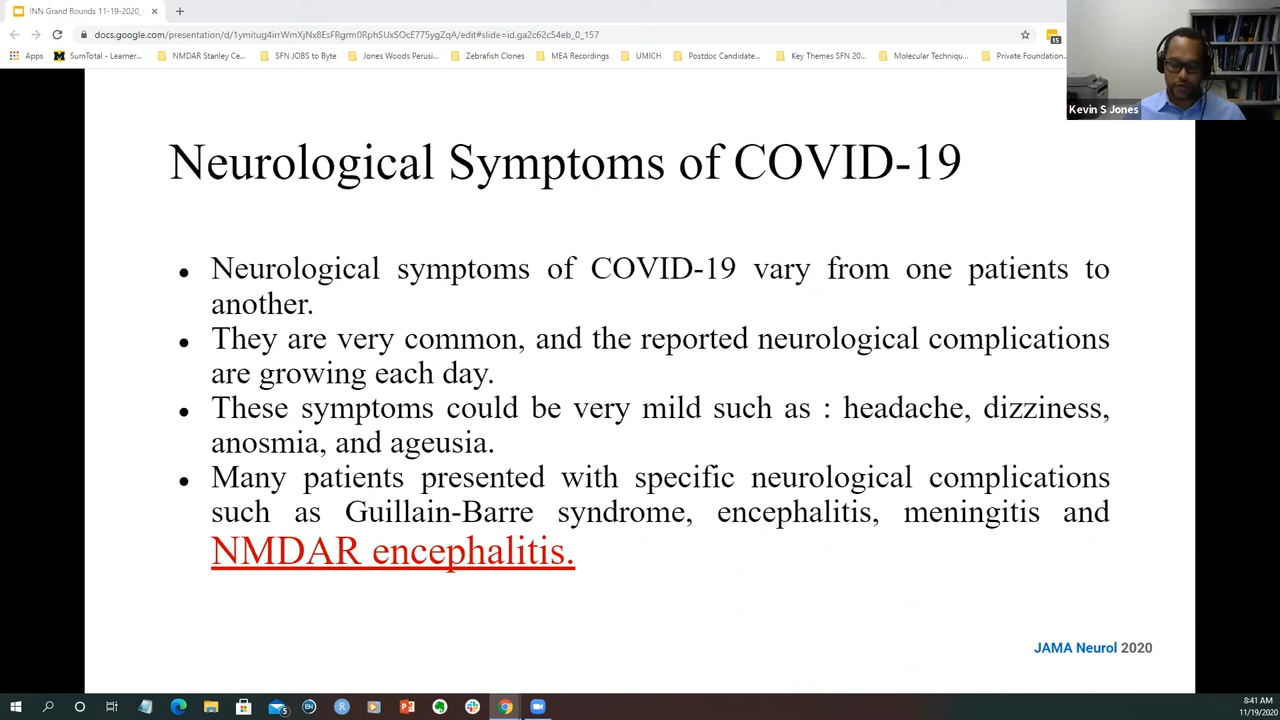 INN Grand Rounds 11-19-2020_
docs.google.com/presentation/d/1ymitug4irrWmXjNx8EsFRgrm0RphSUxSOcE775ygZqA/edit#slide=id.ga2c62c54eb_0_157
15
Apps SumTotal - Learner... NMDAR Stanley Ce... SFN JOBS to Byte Jones Woods Perusi... Zebrafish Clones MEA Recordings UMICH Postdoc Candidate... Key Themes SFN 20... Molecular Techniqu... Private Foundation...
Kevin S Jones
Neurological Symptoms of COVID-19
● Neurological symptoms of COVID-19 vary from one patients to
another.
● They are very common, and the reported neurological complications
are growing each day.
● These symptoms could be very mild such as : headache, dizziness,
anosmia, and ageusia.
● Many patients presented with specific neurological complications
such as Guillain-Barre syndrome, encephalitis, meningitis and
NMDAR encephalitis.
JAMA Neurol 2020
8:41 AM
11/19/2020